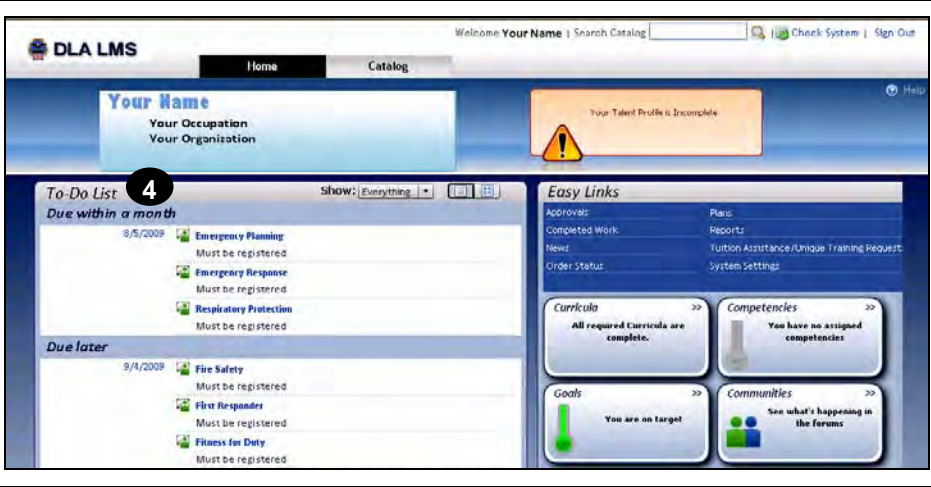 Welcome Your Name | Search Catalog | Check System | Sign Out
DLA LMS
Home Catalog
Help
Your Name
Your Occupation
Your Organization
Your Talent Profile is Incomplete
To-Do List 4 Show: Everything
Due within a month
8/5/2009 Emergency Planning
Must be registered
Emergency Response
Must be registered
Respiratory Protection
Must be registered
Due later
9/4/2009 Fire Safety
Must be registered
First Responder
Must be registered
Fitness for Duty
Must be registered
Easy Links
Approvals Plans
Completed Work Reports
News Tuition Assistance/Unique Training Request
Order Status System Settings
Curricula >>
All required Curricula are
complete.
Competencies >>
You have no assigned
competencies
Goals >>
You are on target
Communities >>
See what's happening in
the forums